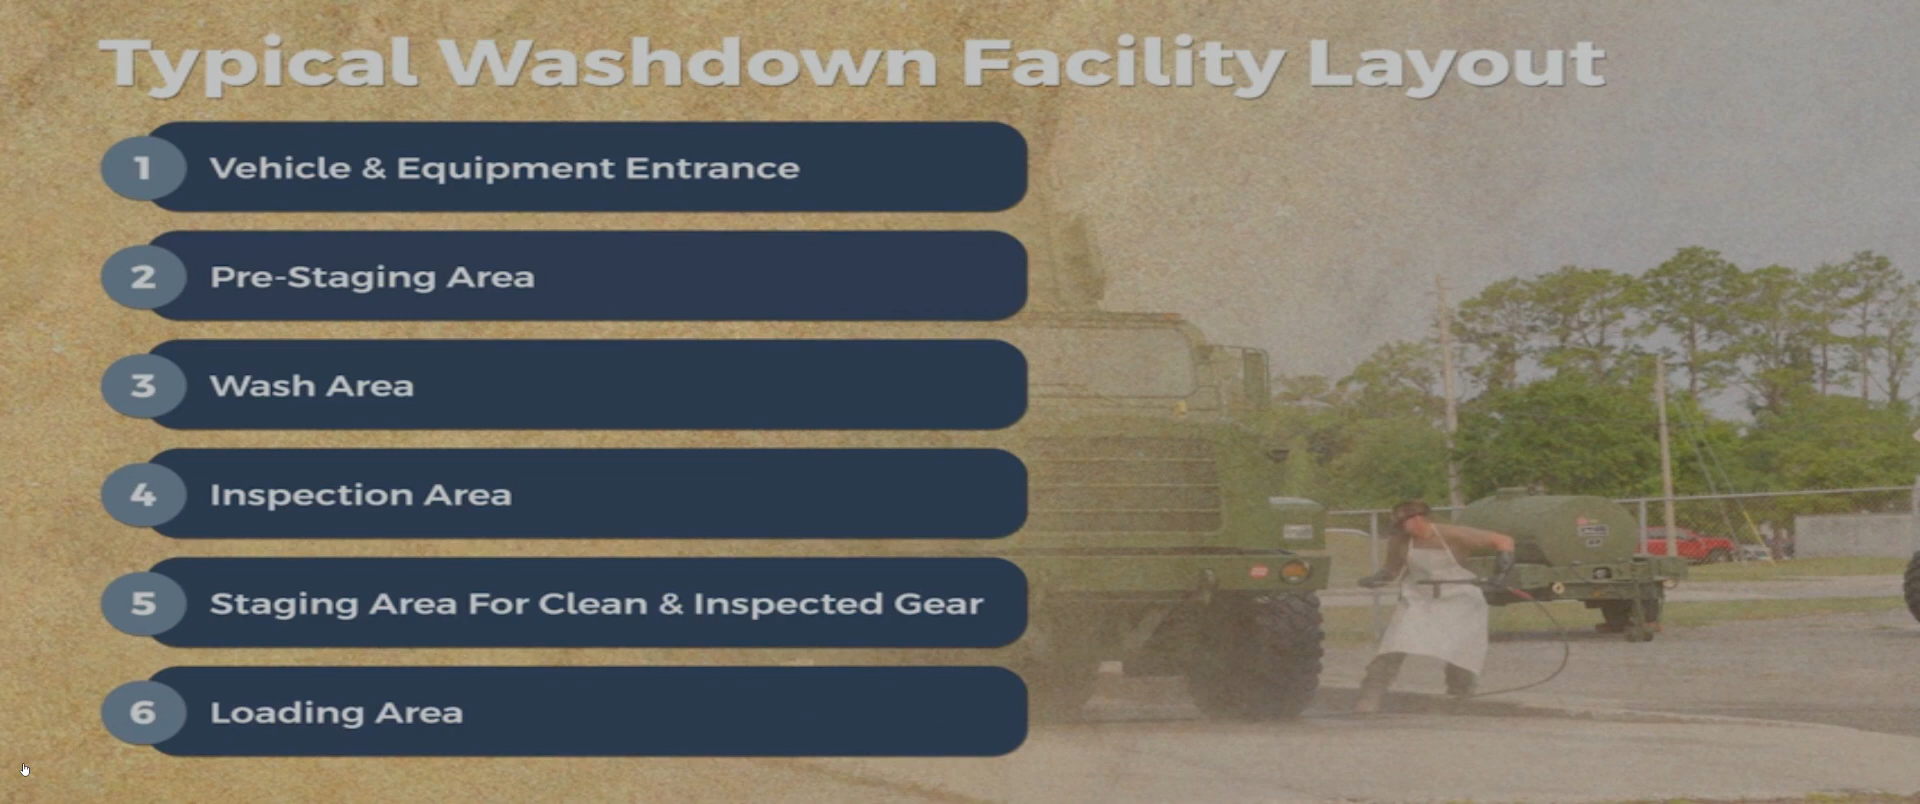 Typical Washdown Facility Layout
1 Vehicle & Equipment Entrance
2 Pre-Staging Area
3 Wash Area
4 Inspection Area
5 Staging Area For Clean & Inspected Gear
6 Loading Area